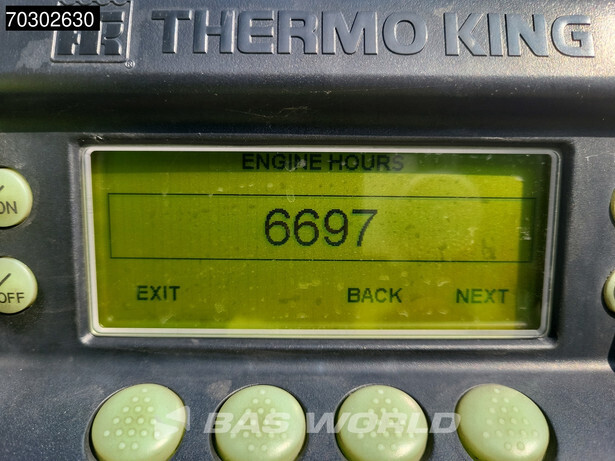 70302630
THERMO KING
ENGINE HOURS
6697
ON
OFF
EXIT BACK NEXT
BAS WORLD